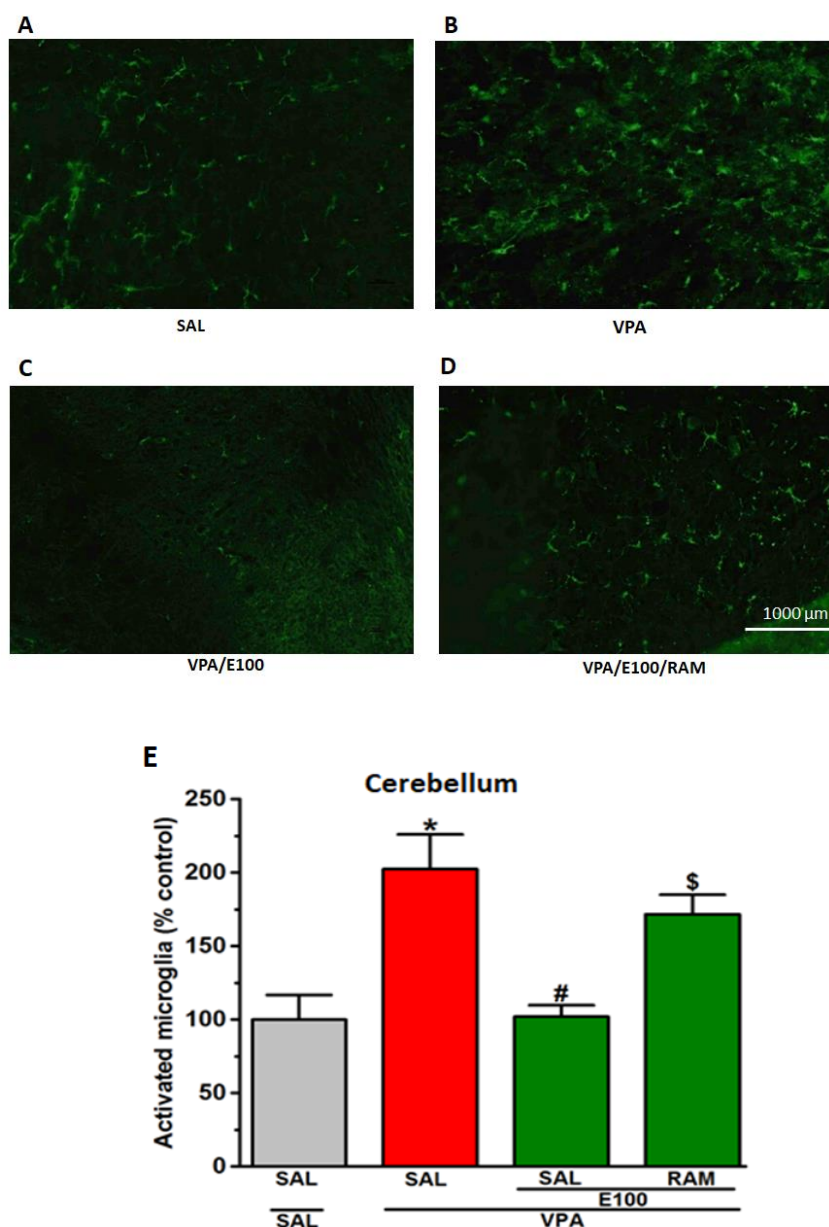 A
B
SAL
VPA
C
D
1000 µm
VPA/E100
VPA/E100/RAM
E
Cerebellum
Activated microglia (% control)
250
200
150
100
50
0
*
#
$
SAL SAL SAL RAM
E100
SAL VPA